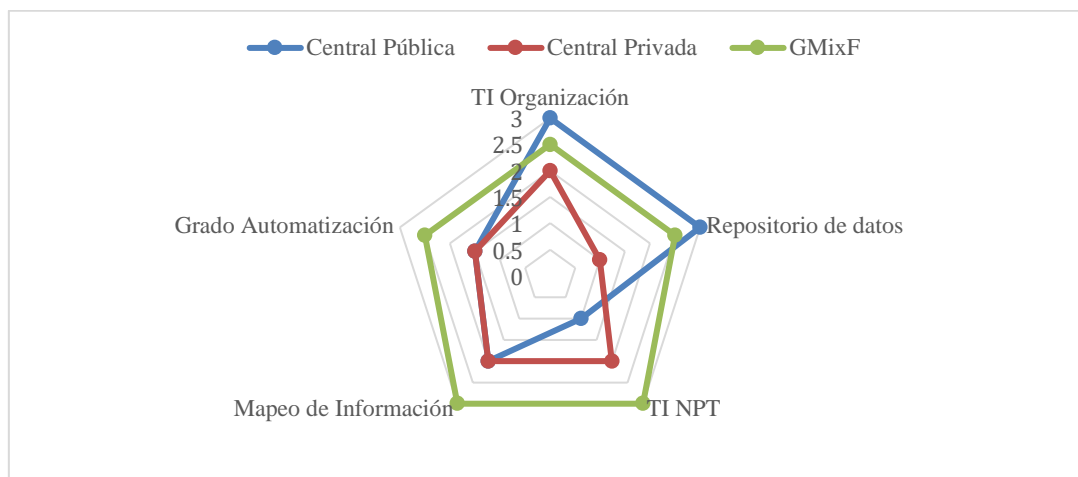 Central Pública Central Privada GMixF
TI Organización
3
2.5
2
1.5
1
0.5
0
Grado Automatización
Repositorio de datos
Mapeo de Información
TI NPT